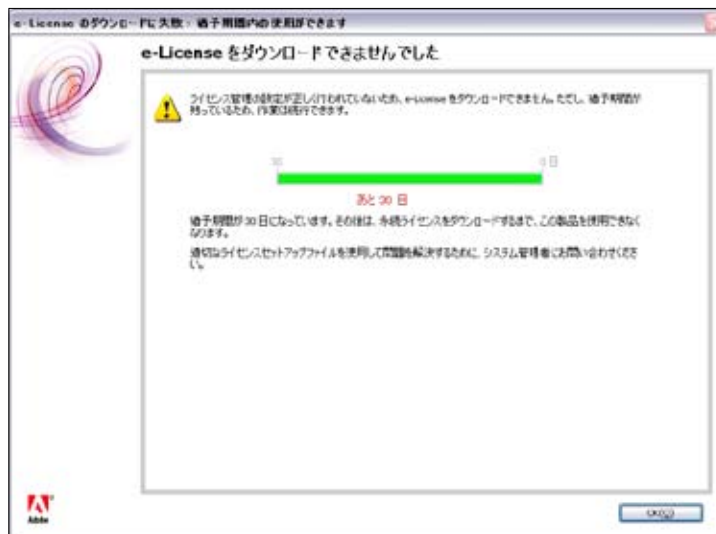 e-License のダウンロードに失敗: 猶予期間内の使用ができます
e-License をダウンロードできませんでした
ライセンス管理の設定が正しく行われていないため、e-License をダウンロードできません。ただし、猶予期間が
残っているため、作業は続行できます。
30 0 日
あと 30 日
猶予期間が 30 日になっています。その後は、永続ライセンスをダウンロードするまで、この製品を使用できなく
なります。
適切なライセンスセットアップファイルを使用して問題を解決するために、システム管理者にお問い合わせくださ
い。
Adobe
OK(O)